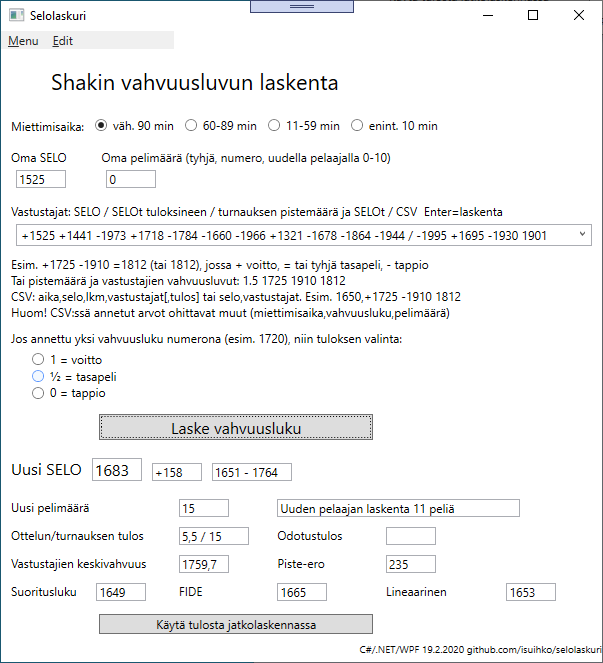 Selolaskuri
Menu Edit
Shakin vahvuusluvun laskenta
Miettimisaika: väh. 90 min 60-89 min 11-59 min enint. 10 min
Oma SELO Oma pelimäärä (tyhjä, numero, uudella pelaajalla 0-10)
1525 0
Vastustajat: SELO / SELOt tuloksineen / turnauksen pistemäärä ja SELOt / CSV Enter=laskenta
+1525 +1441 -1973 +1718 -1784 -1660 -1966 +1321 -1678 -1864 -1944 / -1995 +1695 -1930 1901
Esim. +1725 -1910 =1812 (tai 1812), jossa + voitto, = tai tyhjä tasapeli, - tappio
Tai pistemäärä ja vastustajien vahvuusluvut: 1.5 1725 1910 1812
CSV: aika,selo,lkm,vastustajat[,tulos] tai selo,vastustajat. Esim. 1650,+1725 -1910 1812
Huom! CSV:ssä annetut arvot ohittavat muut (miettimisaika,vahvuusluku,pelimäärä)
Jos annettu yksi vahvuusluku numerona (esim. 1720), niin tuloksen valinta:
1 = voitto
½ = tasapeli
0 = tappio
Laske vahvuusluku
Uusi SELO 1683 +158 1651 - 1764
Uusi pelimäärä 15 Uuden pelaajan laskenta 11 peliä
Ottelun/turnauksen tulos 5,5 / 15 Odotustulos
Vastustajien keskivahvuus 1759,7 Piste-ero 235
Suoritusluku 1649 FIDE 1665 Lineaarinen 1653
Käytä tulosta jatkolaskennassa
C#/.NET/WPF 19.2.2020 github.com/isuihko/selolaskuri